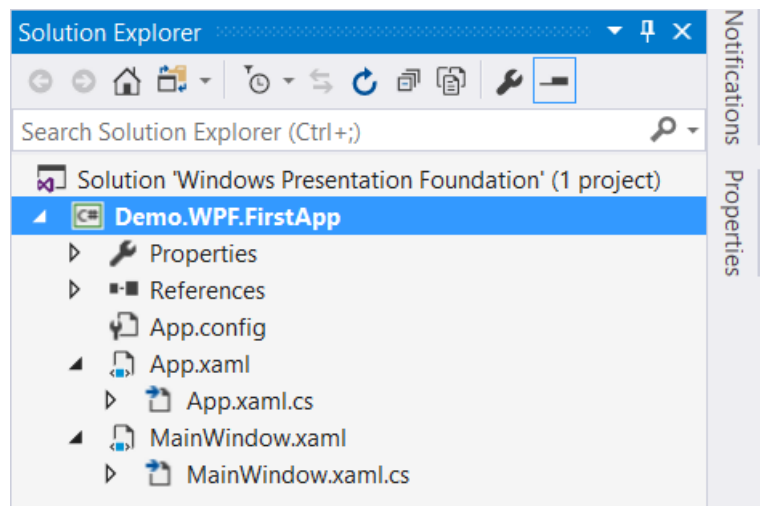 Solution Explorer
Search Solution Explorer (Ctrl+;)
Solution 'Windows Presentation Foundation' (1 project)
C# Demo.WPF.FirstApp
Properties
References
App.config
App.xaml
App.xaml.cs
MainWindow.xaml
MainWindow.xaml.cs
Notifications
Properties